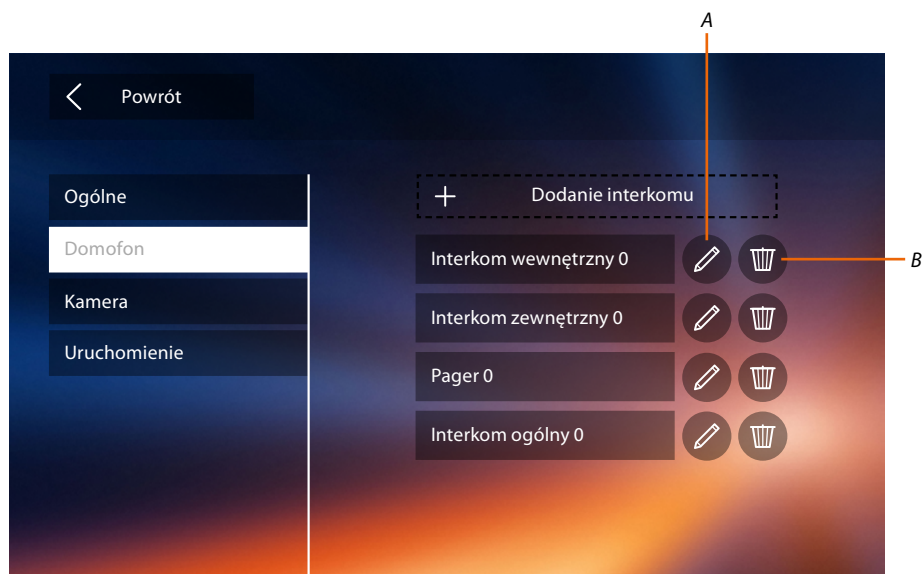 A
Powrót
Ogólne
Domofon
Kamera
Uruchomienie
Dodanie interkomu
Interkom wewnętrzny 0
B
Interkom zewnętrzny 0
Pager 0
Interkom ogólny 0